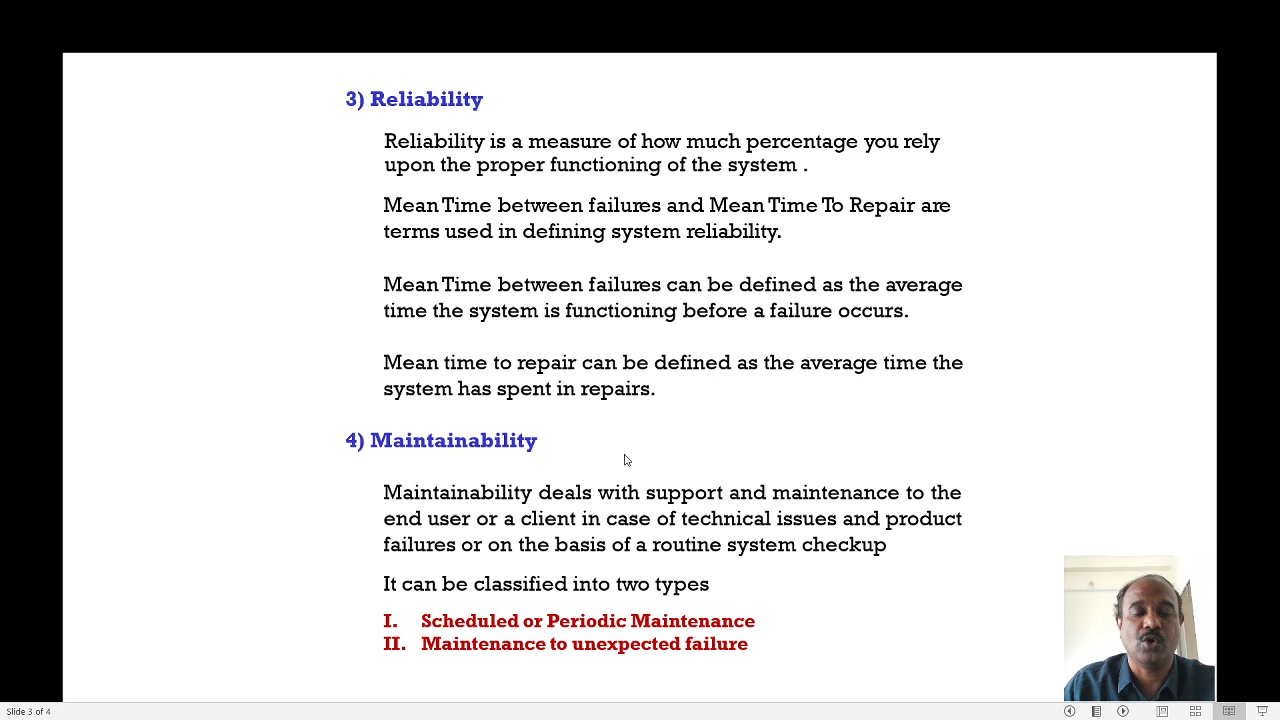 3) Reliability
Reliability is a measure of how much percentage you rely
upon the proper functioning of the system .
Mean Time between failures and Mean Time To Repair are
terms used in defining system reliability.
Mean Time between failures can be defined as the average
time the system is functioning before a failure occurs.
Mean time to repair can be defined as the average time the
system has spent in repairs.
4) Maintainability
Maintainability deals with support and maintenance to the
end user or a client in case of technical issues and product
failures or on the basis of a routine system checkup
It can be classified into two types
I. Scheduled or Periodic Maintenance
II. Maintenance to unexpected failure
Slide 3 of 4